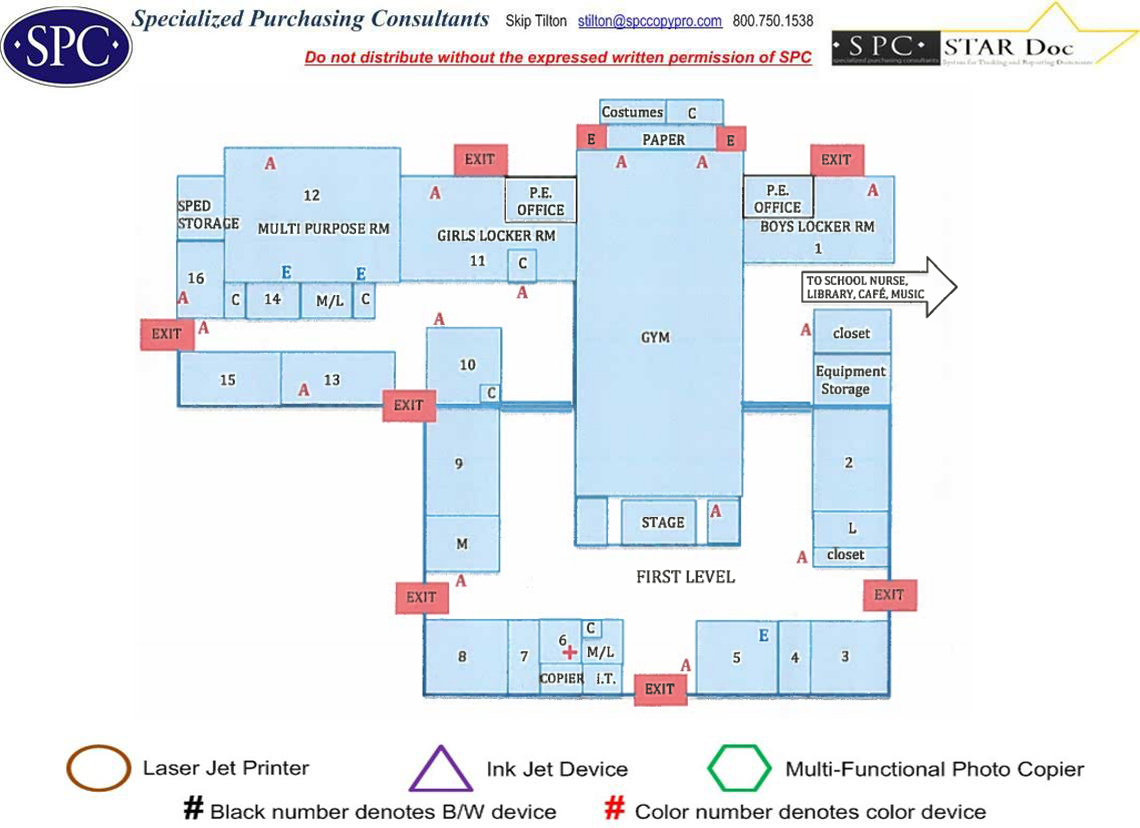 SPC
Specialized Purchasing Consultants Skip Tilton stilton@spccopypro.com 800.750.1538
Do not distribute without the expressed written permission of SPC
SPC STAR Doc
specialized purchasing consultants System for Tracking and Reporting Documents
Costumes C
E PAPER E
A A
EXIT EXIT
A
12
SPED
STORAGE
MULTI PURPOSE RM
A
P.E.
OFFICE
GIRLS LOCKER RM
11
C
A
P.E.
OFFICE
A
BOYS LOCKER RM
1
TO SCHOOL NURSE,
LIBRARY, CAFÉ, MUSIC
16
A
E E
C 14 M/L C
EXIT A
15 A 13
EXIT
A
10
C
GYM
A closet
Equipment
Storage
9
M
A
2
L
A closet
STAGE A
FIRST LEVEL
EXIT EXIT
8 7 6 C
M/L
COPIER i.T.
A
EXIT
E
5 4 3
Laser Jet Printer Ink Jet Device Multi-Functional Photo Copier
# Black number denotes B/W device # Color number denotes color device